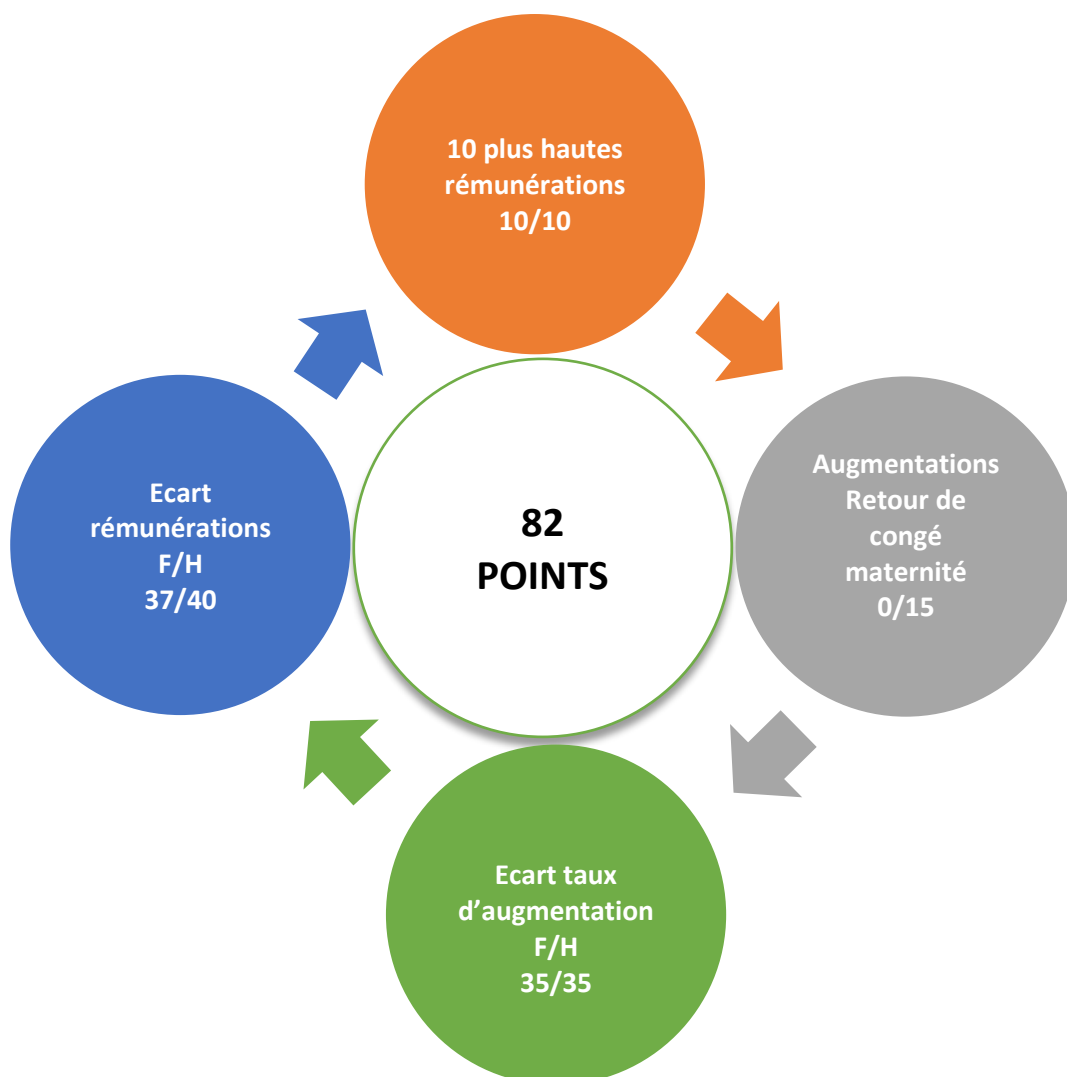 10 plus hautes
rémunérations
10/10
Augmentations
Retour de
congé
maternité
0/15
Ecart
rémunérations
F/H
37/40
82
POINTS
Ecart taux
d’augmentation
F/H
35/35